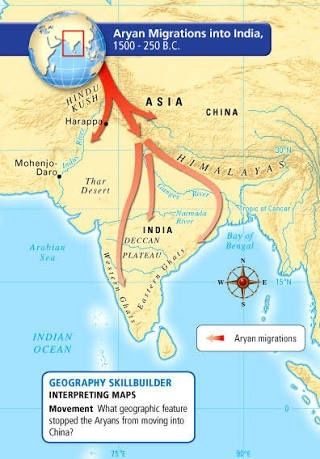 Aryan Migrations into India,
1500 - 250 B.C.
HINDU
KUSH
ASIA
CHINA
Harappa
HIMALAYAS
30°N
Mohenjo-
Daro
Indus River
Thar
Desert
Ganges River
Tropic of Cancer
Narmada
River
INDIA
Bay of
Bengal
Arabian
Sea
DECCAN
PLATEAU
Western Ghats
Eastern Ghats
N
W E
S
15°N
INDIAN
OCEAN
Aryan migrations
GEOGRAPHY SKILLBUILDER
INTERPRETING MAPS
Movement What geographic feature
stopped the Aryans from moving into
China?
0°
75°E
90°E